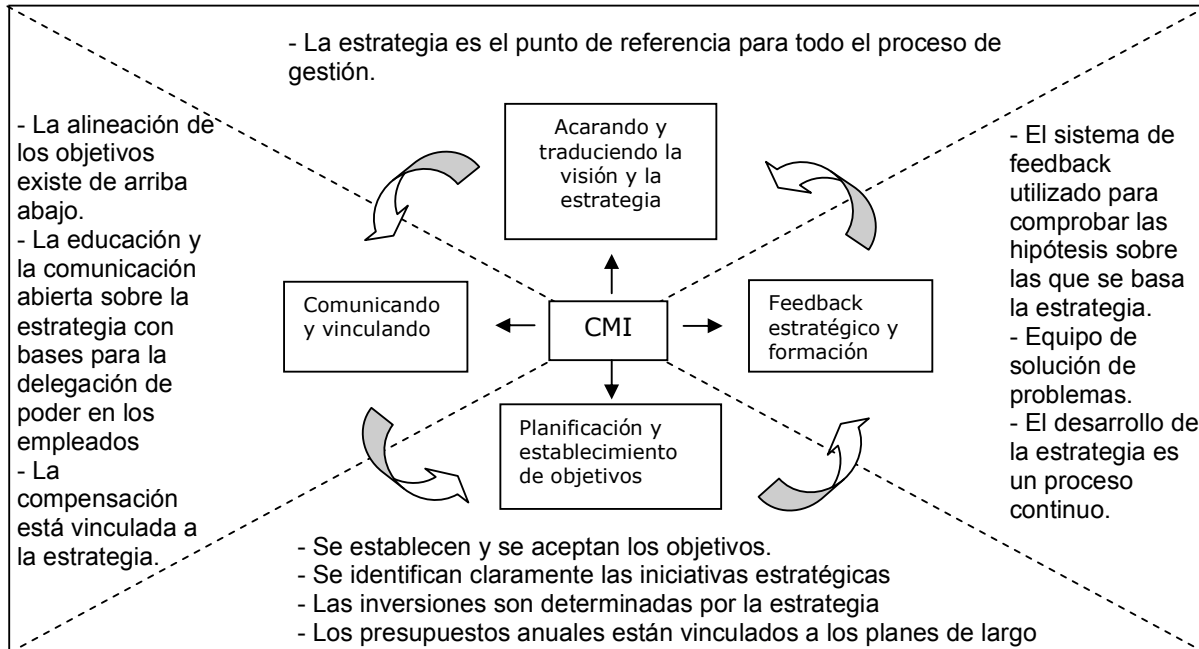 - La estrategia es el punto de referencia para todo el proceso de
gestión.
- La alineación de
los objetivos
existe de arriba
abajo.
- La educación y
la comunicación
abierta sobre la
estrategia con
bases para la
delegación de
poder en los
empleados
- La
compensación
está vinculada a
la estrategia.
Acarando y
traduciendo la
visión y la
estrategia
Comunicando
y vinculando
CMI
Feedback
estratégico y
formación
Planificación y
establecimiento
de objetivos
- El sistema de
feedback
utilizado para
comprobar las
hipótesis sobre
las que se basa
la estrategia.
- Equipo de
solución de
problemas.
- El desarrollo de
la estrategia es
un proceso
continuo.
- Se establecen y se aceptan los objetivos.
- Se identifican claramente las iniciativas estratégicas
- Las inversiones son determinadas por la estrategia
- Los presupuestos anuales están vinculados a los planes de largo